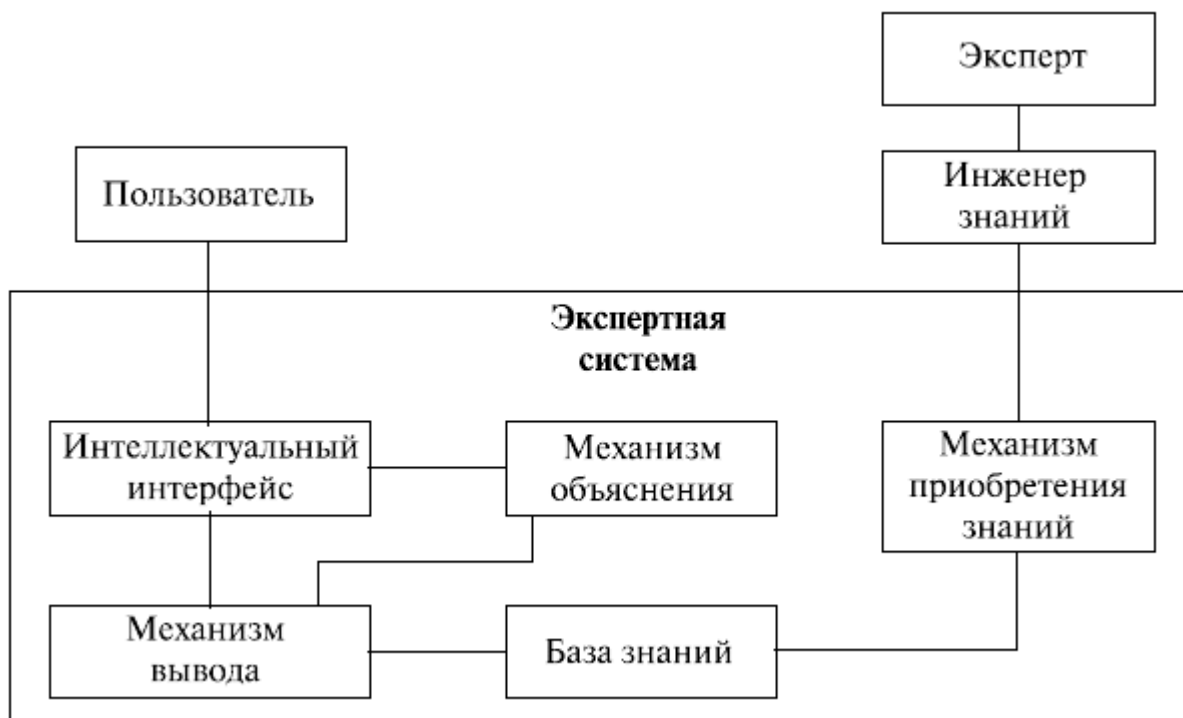 Эксперт
Пользователь
Инженер
знаний
Экспертная
система
Интеллектуальный
интерфейс
Механизм
объяснения
Механизм
приобретения
знаний
Механизм
вывода
База знаний